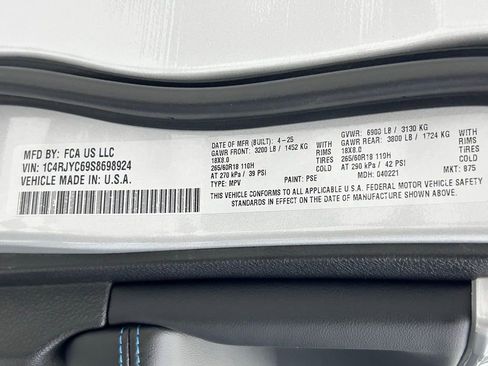 MFD BY: FCA US LLC
VIN: 1C4RJYC69S8698924
VEHICLE MADE IN U.S.A.
DATE OF MFR (BUILT): 4-25
GVWR: 6900 LB / 3130 KG
GAWR FRONT: 3200 LB / 1452 KG WITH
GAWR REAR: 3800 LB / 1724 KG WITH
18X8.0 RIMS
18X8.0 RIMS
265/60R18 110H TIRES
265/60R18 110H TIRES
AT 270 kPa / 39 PSI
AT 290 kPa / 42 PSI
TYPE: MPV PAINT: PSE MDH: 040221 MKT: 875
THIS VEHICLE CONFORMS TO ALL APPLICABLE U.S.A. FEDERAL MOTOR VEHICLE SAFETY
STANDARDS IN EFFECT ON THE DATE OF MANUFACTURE SHOWN ABOVE.